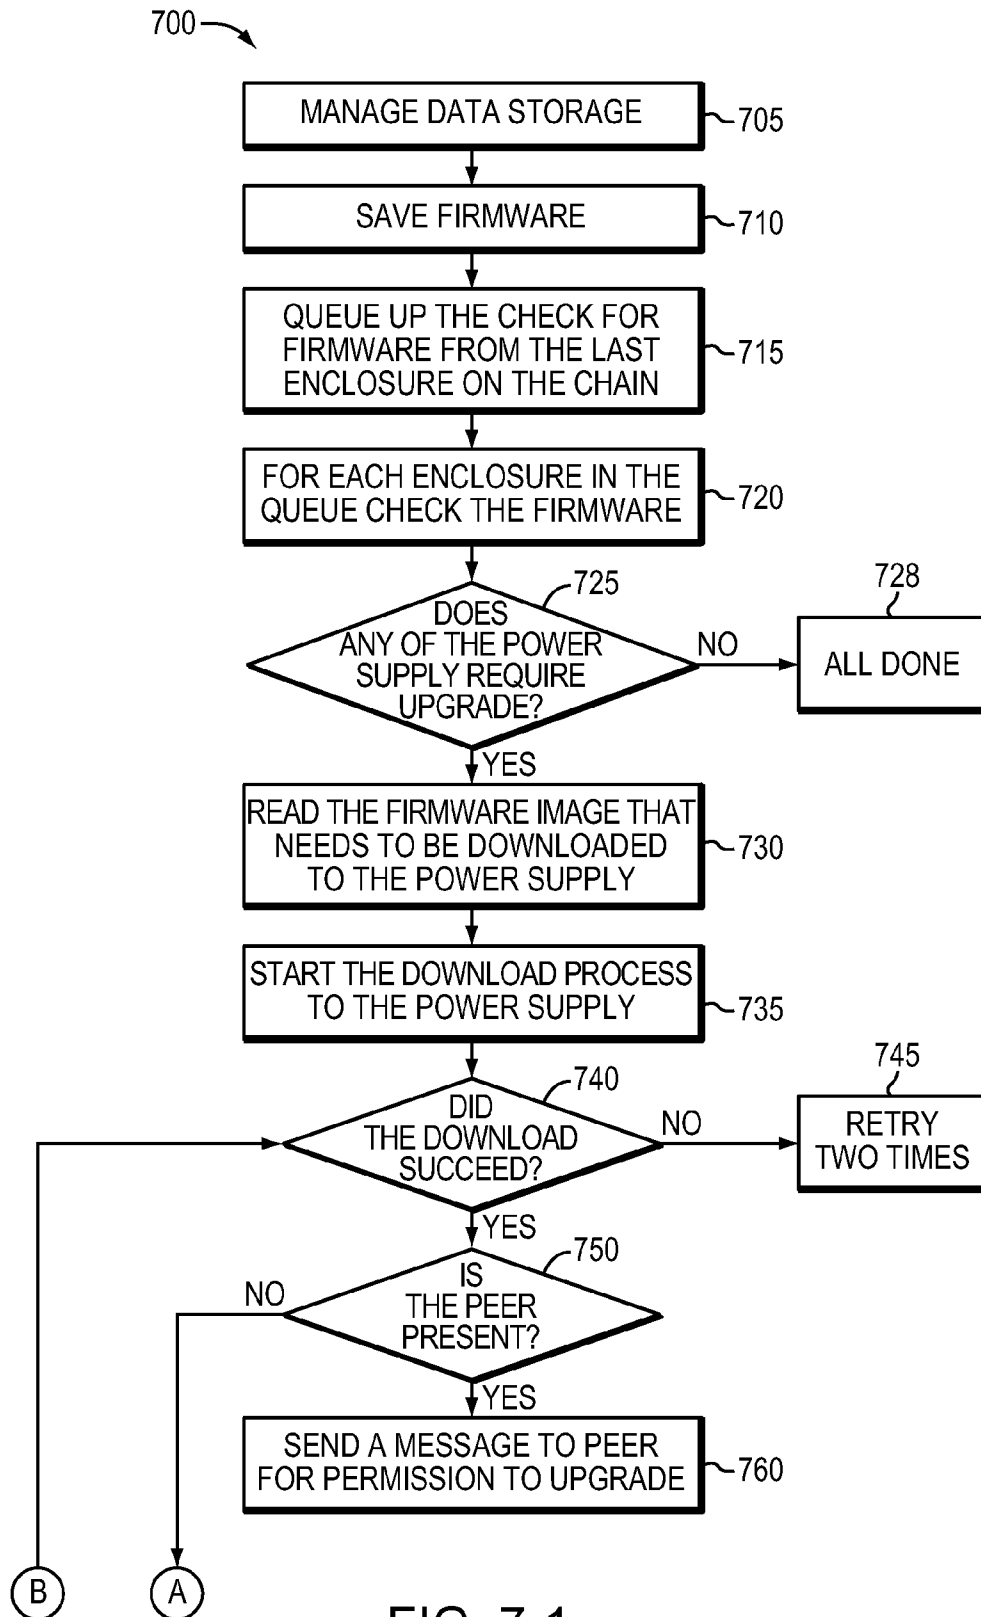 700
MANAGE DATA STORAGE
705
SAVE FIRMWARE
710
QUEUE UP THE CHECK FOR
FIRMWARE FROM THE LAST
ENCLOSURE ON THE CHAIN
715
FOR EACH ENCLOSURE IN THE
QUEUE CHECK THE FIRMWARE
720
725
DOES
ANY OF THE POWER
SUPPLY REQUIRE
UPGRADE?
NO
728
ALL DONE
YES
READ THE FIRMWARE IMAGE THAT
NEEDS TO BE DOWNLOADED
TO THE POWER SUPPLY
730
START THE DOWNLOAD PROCESS
TO THE POWER SUPPLY
735
740
DID
THE DOWNLOAD
SUCCEED?
NO
745
RETRY
TWO TIMES
YES
750
IS
THE PEER
PRESENT?
NO
YES
SEND A MESSAGE TO PEER
FOR PERMISSION TO UPGRADE
760
B
A
FIG. 7-1